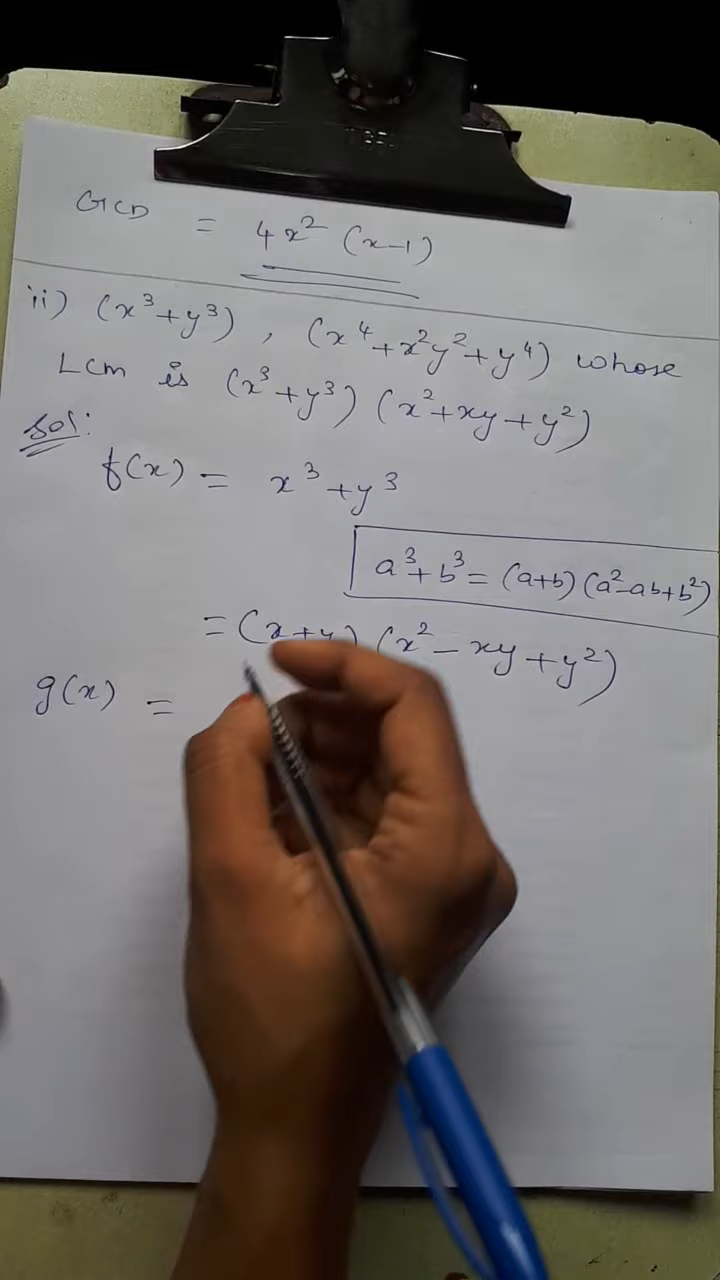 GCD = 4x² (x-1)
ii) (x³+y³) , (x⁴+x²y²+y⁴) whose
LCM is (x³+y³) (x²+xy+y²)
Sol:
f(x) = x³+y³
a³+b³ = (a+b) (a²-ab+b²)
= (x+y) (x²-xy+y²)
g(x) =